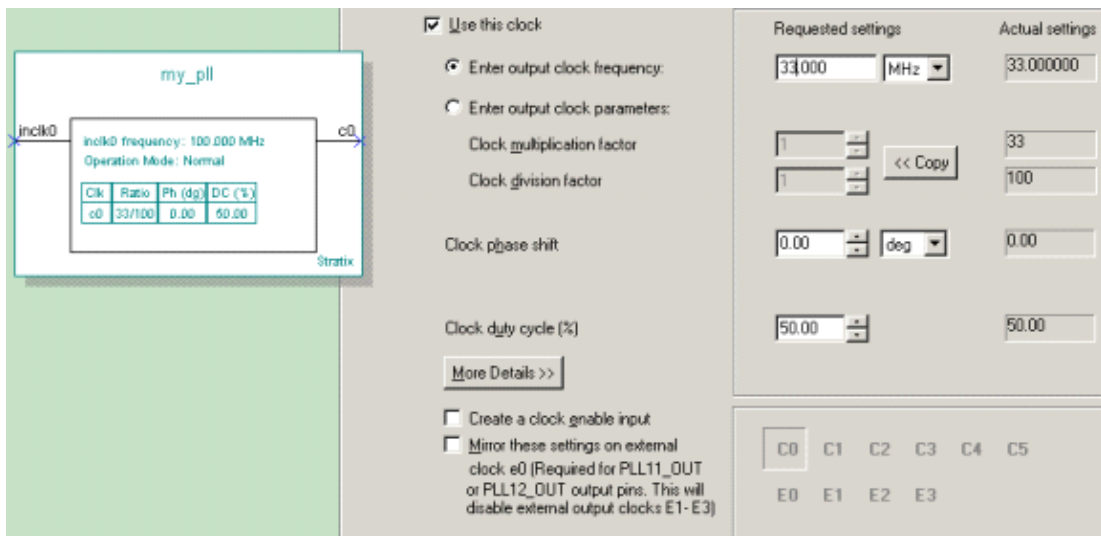 my_pll
inclk0
c0
inclk0 frequency: 100.000 MHz
Operation Mode: Normal
Clk Ratio Ph (dg) DC (%)
c0 33/100 0.00 50.00
Stratix
Use this clock
Requested settings Actual settings
Enter output clock frequency: 33.000 MHz 33.000000
Enter output clock parameters:
Clock multiplication factor 1 33
<< Copy
Clock division factor 1 100
Clock phase shift 0.00 deg 0.00
Clock duty cycle (%) 50.00 50.00
More Details >>
Create a clock enable input
Mirror these settings on external
clock e0 (Required for PLL11_OUT
or PLL12_OUT output pins. This will
disable external output clocks E1- E3)
C0 C1 C2 C3 C4 C5
E0 E1 E2 E3